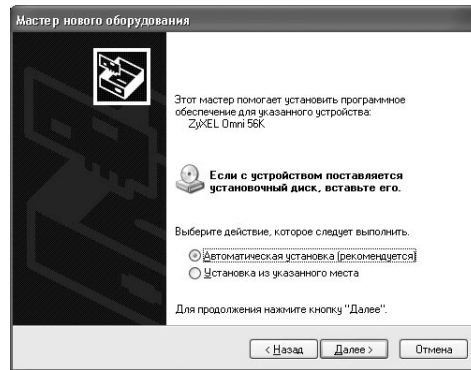 Мастер нового оборудования
Этот мастер помогает установить программное
обеспечение для указанного устройства:
ZyXEL Omni 56K
Если с устройством поставляется
установочный диск, вставьте его.
Выберите действие, которое следует выполнить.
Автоматическая установка (рекомендуется)
Установка из указанного места
Для продолжения нажмите кнопку "Далее".
< Назад Далее > Отмена